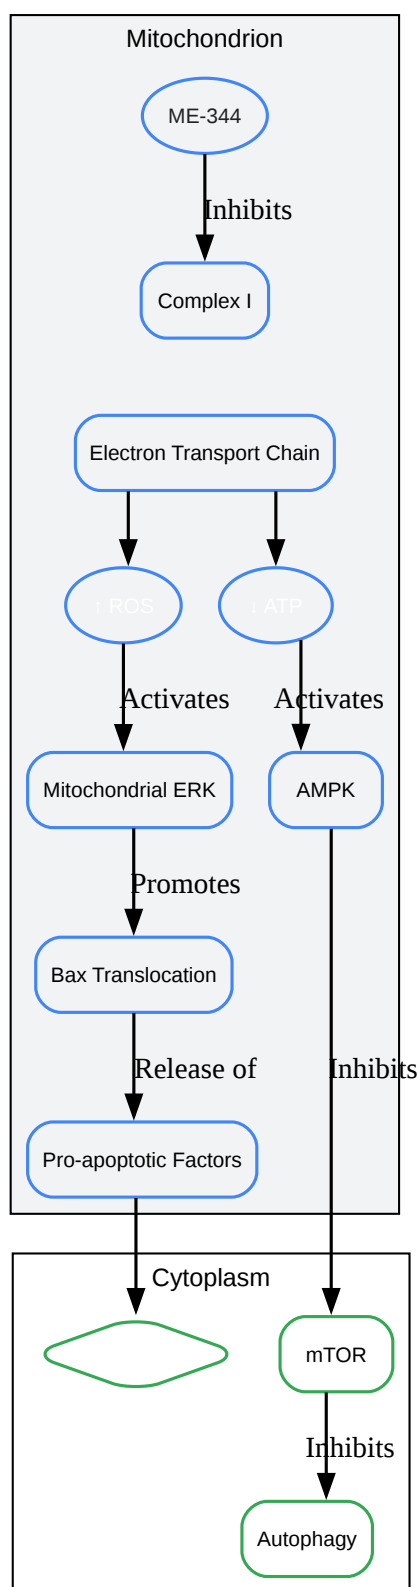 Mitochondrion
ME-344
Inhibits
Complex I
Electron Transport Chain
↑ ROS
↓ ATP
Activates
Activates
Mitochondrial ERK
AMPK
Promotes
Bax Translocation
Release of
Inhibits
Pro-apoptotic Factors
Cytoplasm
mTOR
Inhibits
Autophagy